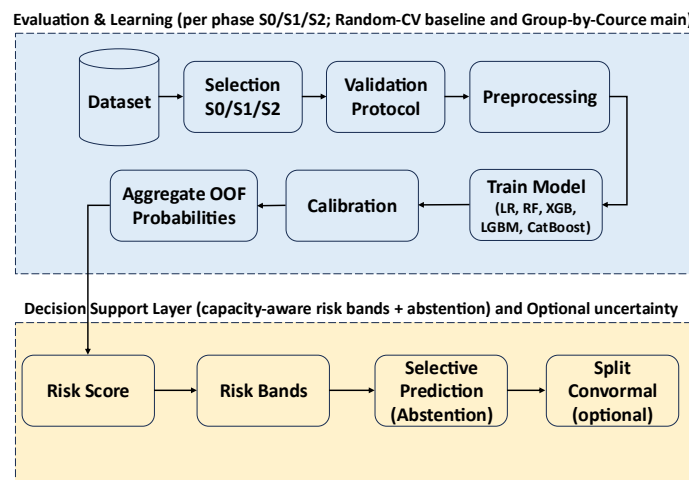 Evaluation & Learning (per phase S0/S1/S2; Random-CV baseline and Group-by-Cource main)
Dataset
Selection
S0/S1/S2
Validation
Protocol
Preprocessing
Aggregate OOF
Probabilities
Calibration
Train Model
(LR, RF, XGB,
LGBM, CatBoost)
Decision Support Layer (capacity-aware risk bands + abstention) and Optional uncertainty
Risk Score
Risk Bands
Selective
Prediction
(Abstention)
Split
Convormal
(optional)